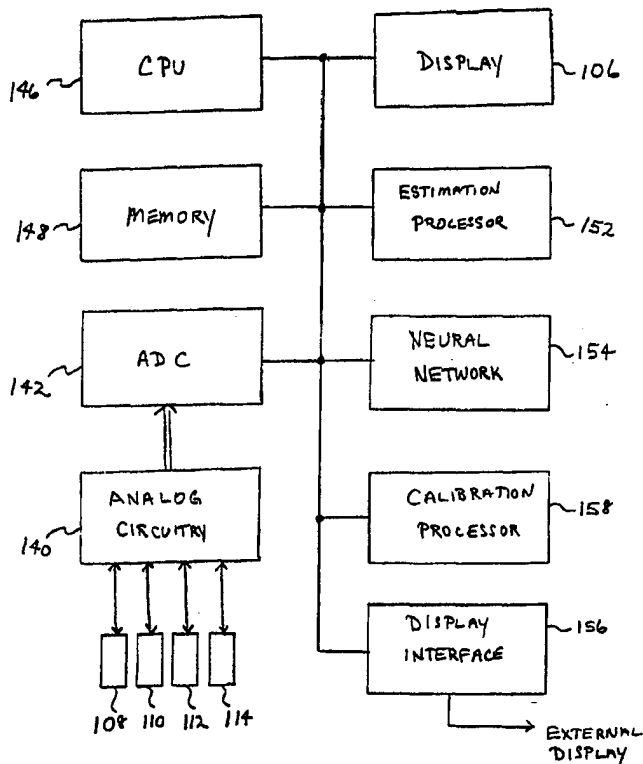 CPU
146
DISPLAY
106
MEMORY
148
ESTIMATION
PROCESSOR
152
ADC
142
NEURAL
NETWORK
154
ANALOG
CIRCUITRY
140
CALIBRATION
PROCESSOR
158
DISPLAY
INTERFACE
156
108
110
112
114
EXTERNAL
DISPLAY